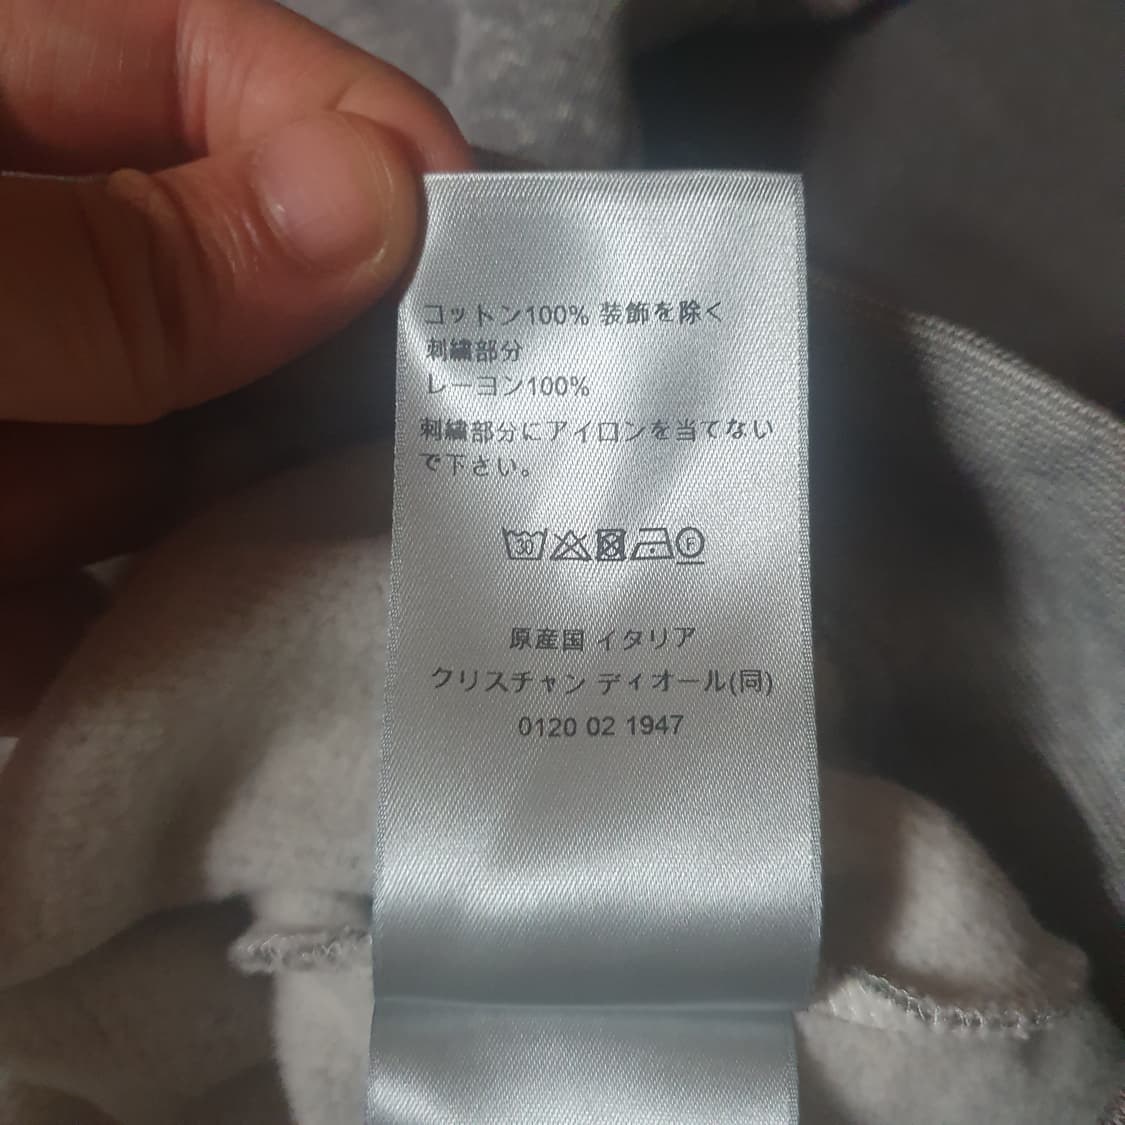 コットン100% 装飾を除く
刺繍部分
レーヨン100%
刺繍部分にアイロンを当てない
で下さい。
30 F
原産国 イタリア
クリスチャン ディオール(同)
0120 02 1947